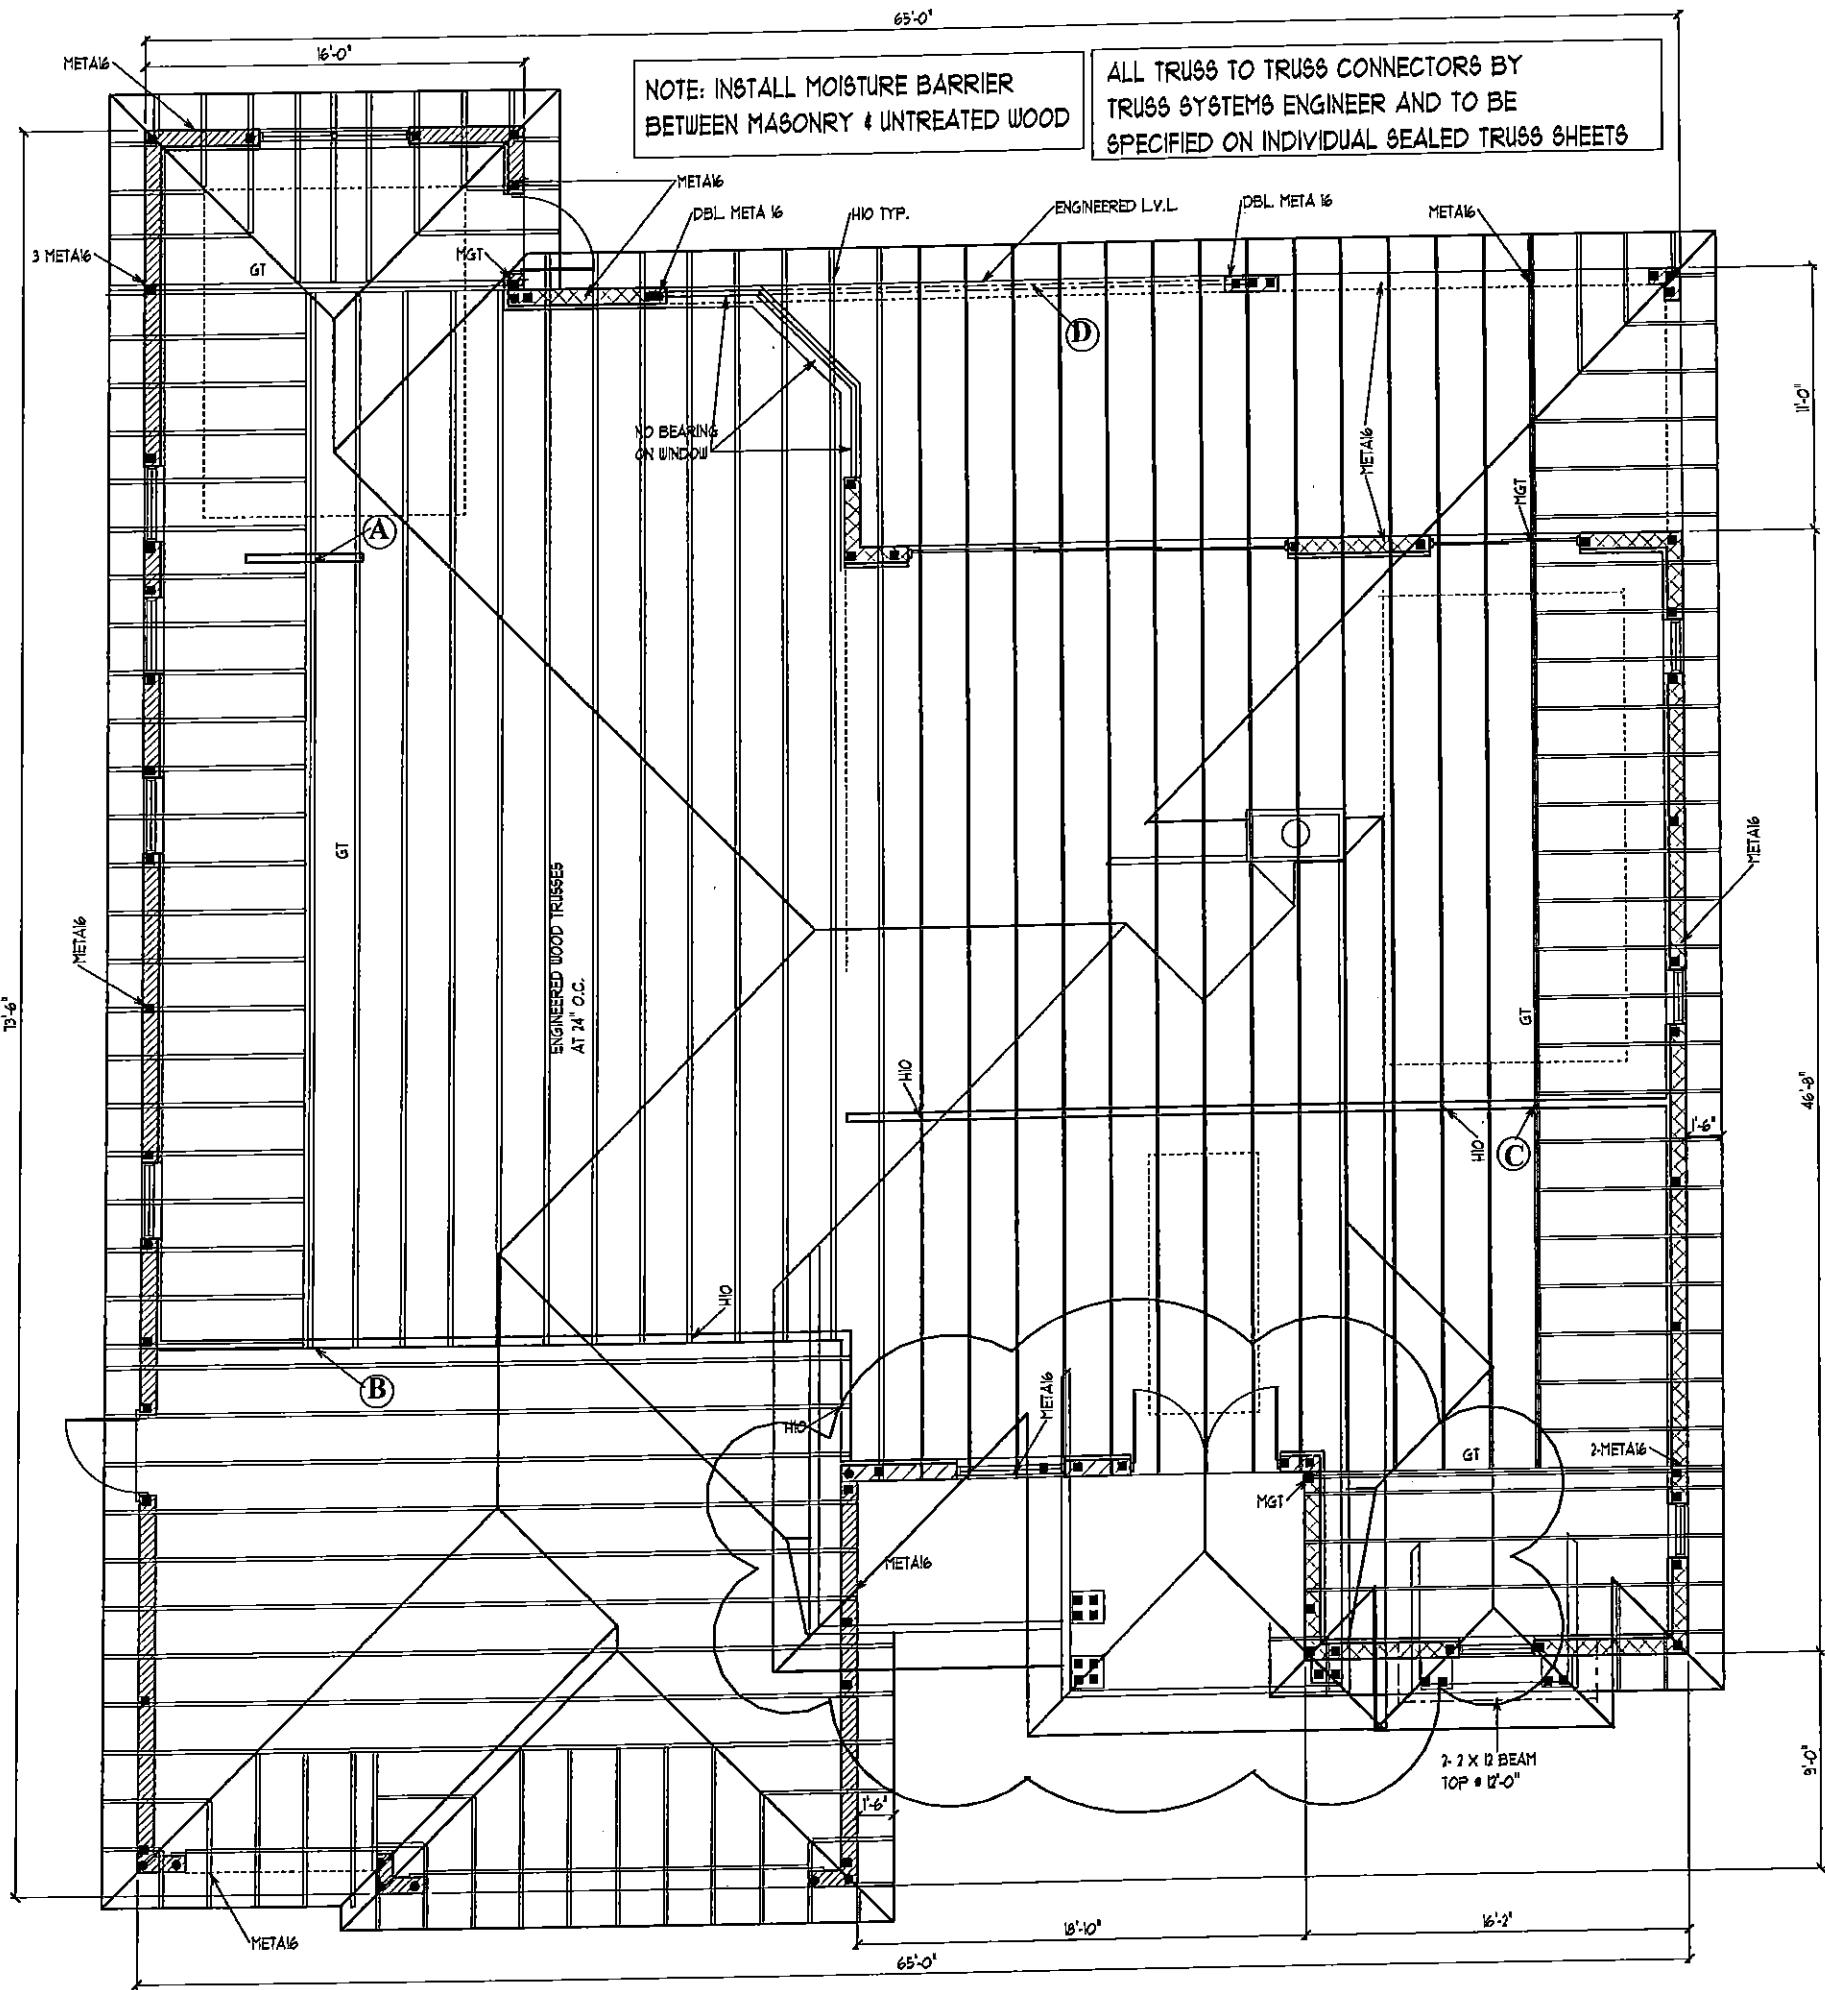 65'-0"
16'-0"
META16
NOTE: INSTALL MOISTURE BARRIER
BETWEEN MASONRY & UNTREATED WOOD
ALL TRUSS TO TRUSS CONNECTORS BY
TRUSS SYSTEMS ENGINEER AND TO BE
SPECIFIED ON INDIVIDUAL SEALED TRUSS SHEETS
META16
DBL. META 16
H10 TYP.
ENGINEERED L.V.L
DBL. META 16
META16
3 META16
GT
MGT
D
11'-0"
NO BEARING
ON WINDOW
META16
MGT
A
GT
META16
ENGINEERED WOOD TRUSSES
AT 24" O.C.
META16
73'-6"
GT
H10
46'-8"
1'-6"
H10
C
H10
B
META16
H10
GT
2-META16
MGT
META16
2- 2 X 12 BEAM
TOP @ 12'-0"
9'-0"
1'-6"
META16
18'-10"
16'-2"
65'-0"